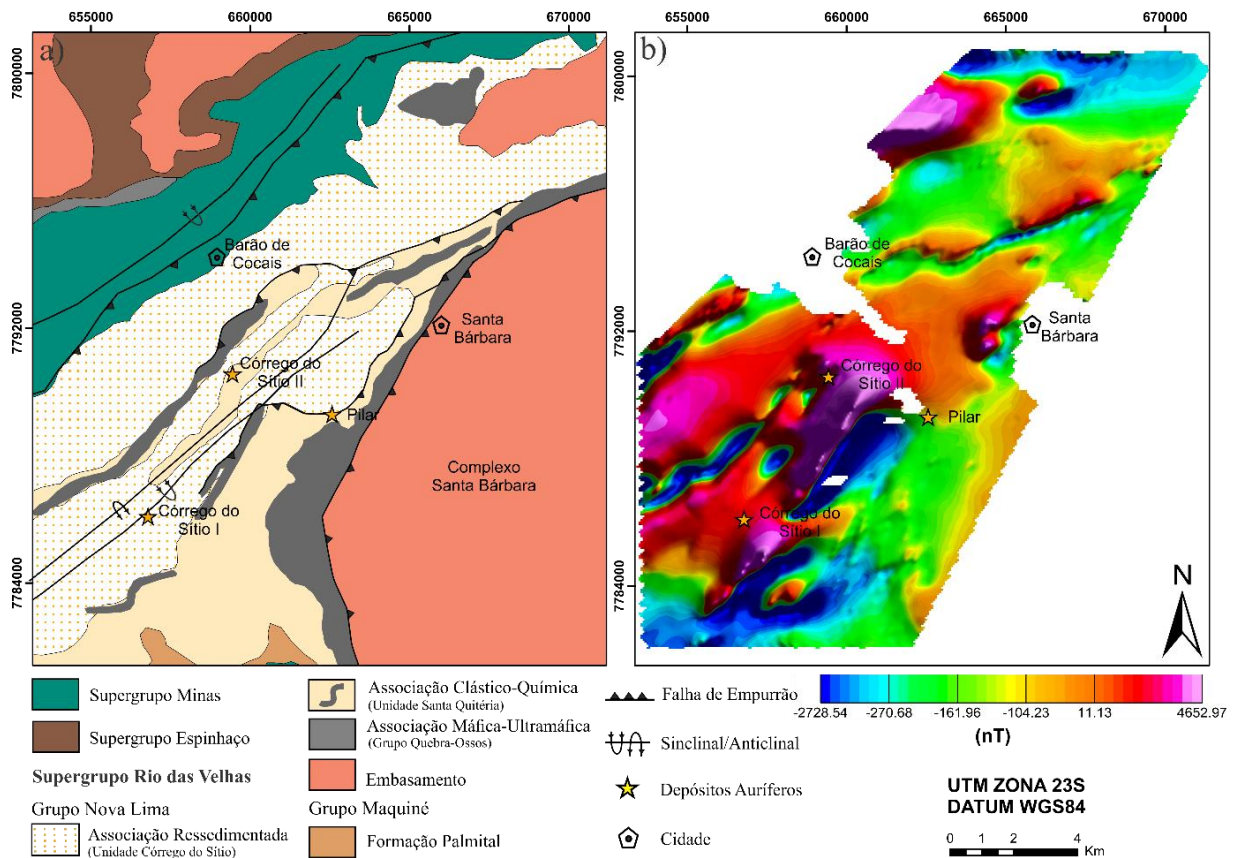 655000
660000
665000
670000
655000
660000
665000
670000
a)
b)
7800000
7800000
7792000
7792000
7784000
7784000
Barão de
Cocais
Santa
Bárbara
Córrego do
Sítio II
Pilar
Complexo
Santa Bárbara
Córrego do
Sítio I
Barão de
Cocais
Santa
Bárbara
Córrego do
Sítio II
Pilar
Córrego do
Sítio I
N
Supergrupo Minas
Supergrupo Espinhaço
Supergrupo Rio das Velhas
Grupo Nova Lima
Associação Ressedimentada
(Unidade Córrego do Sítio)
Associação Clástico-Química
(Unidade Santa Quitéria)
Associação Máfica-Ultramáfica
(Grupo Quebra-Ossos)
Embasamento
Grupo Maquiné
Formação Palmital
Falha de Empurrão
Sinclinal/Anticlinal
Depósitos Auríferos
Cidade
-2728.54 -270.68 -161.96 -104.23 11.13 4652.97
(nT)
UTM ZONA 23S
DATUM WGS84
0 1 2 4
Km